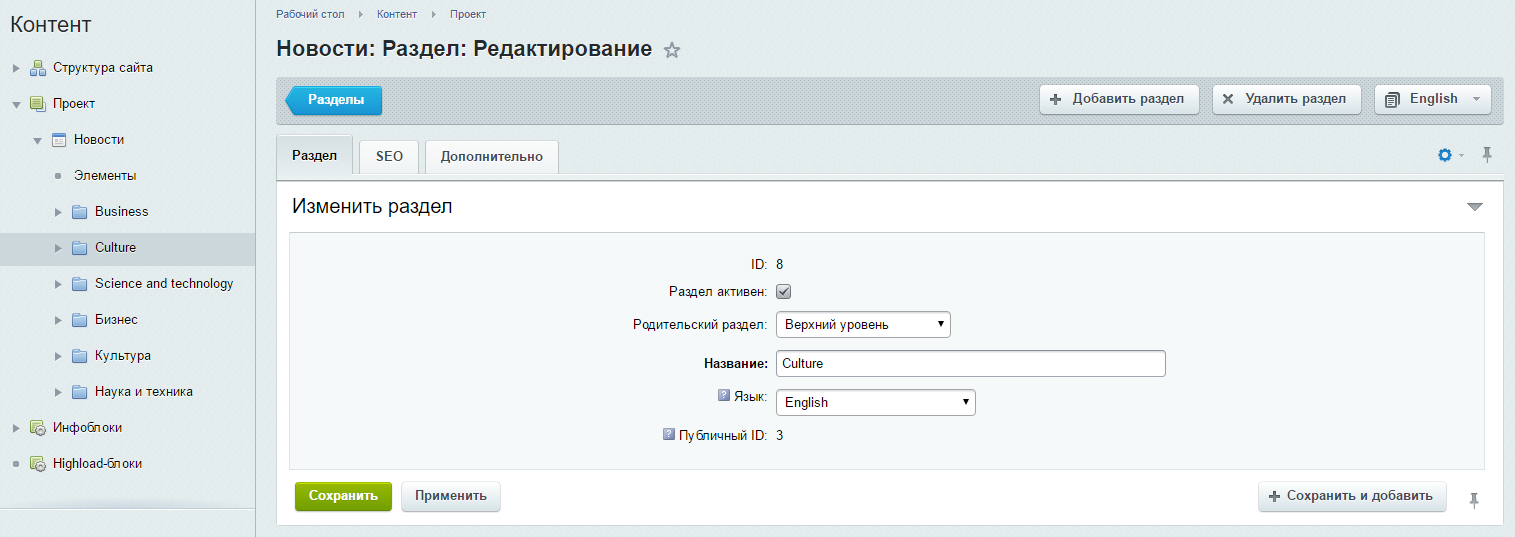 Контент
Структура сайта
Проект
Новости
Элементы
Business
Culture
Science and technology
Бизнес
Культура
Наука и техника
Инфоблоки
Highload-блоки
Рабочий стол Контент Проект
Новости: Раздел: Редактирование
Разделы Добавить раздел Удалить раздел English
Раздел SEO Дополнительно
Изменить раздел
ID: 8
Раздел активен:
Родительский раздел: Верхний уровень
Название: Culture
? Язык: English
? Публичный ID: 3
Сохранить Применить Сохранить и добавить